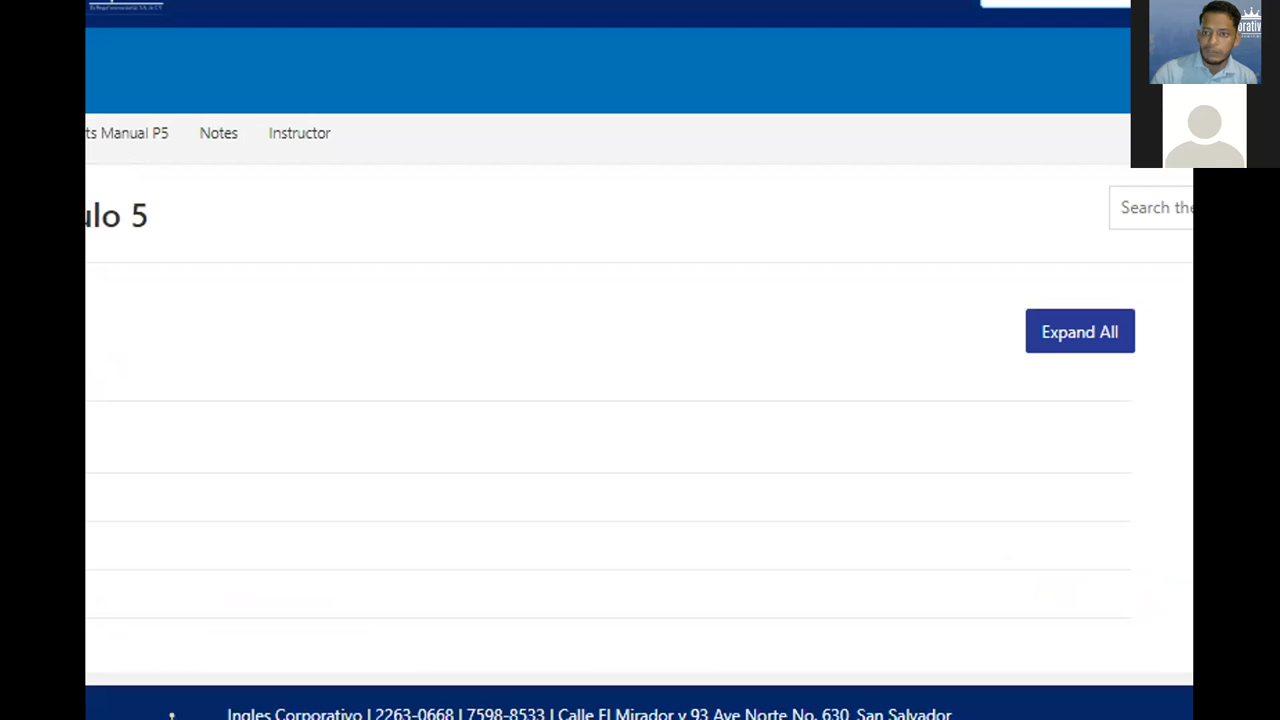 ts Manual P5 Notes Instructor
ulo 5
Search the
Expand All
Ingles Corporativo | 2263-0668 | 7598-8533 | Calle El Mirador y 93 Ave Norte No. 630, San Salvador